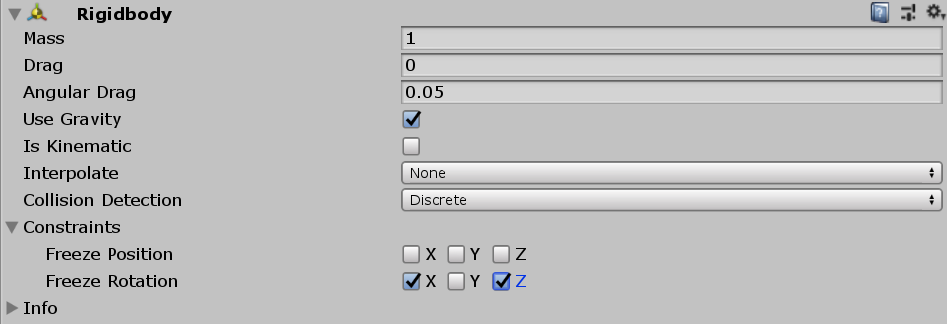 Rigidbody
Mass 1
Drag 0
Angular Drag 0.05
Use Gravity
Is Kinematic
Interpolate None
Collision Detection Discrete
Constraints
Freeze Position X Y Z
Freeze Rotation X Y Z
Info